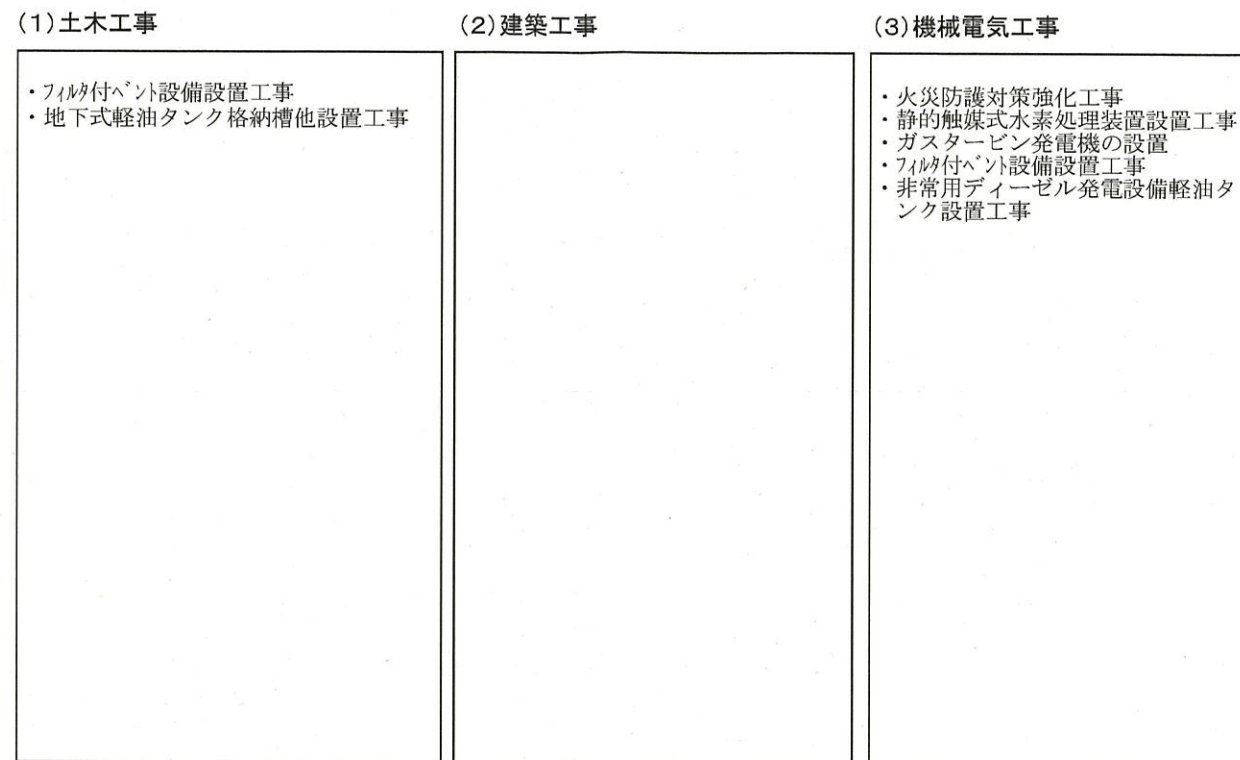 (1)土木工事
・フィルタ付ベント設備設置工事
・地下式軽油タンク格納槽他設置工事
(2)建築工事
(3)機械電気工事
・火災防護対策強化工事
・静的触媒式水素処理装置設置工事
・ガスタービン発電機の設置
・フィルタ付ベント設備設置工事
・非常用ディーゼル発電設備軽油タ
ンク設置工事